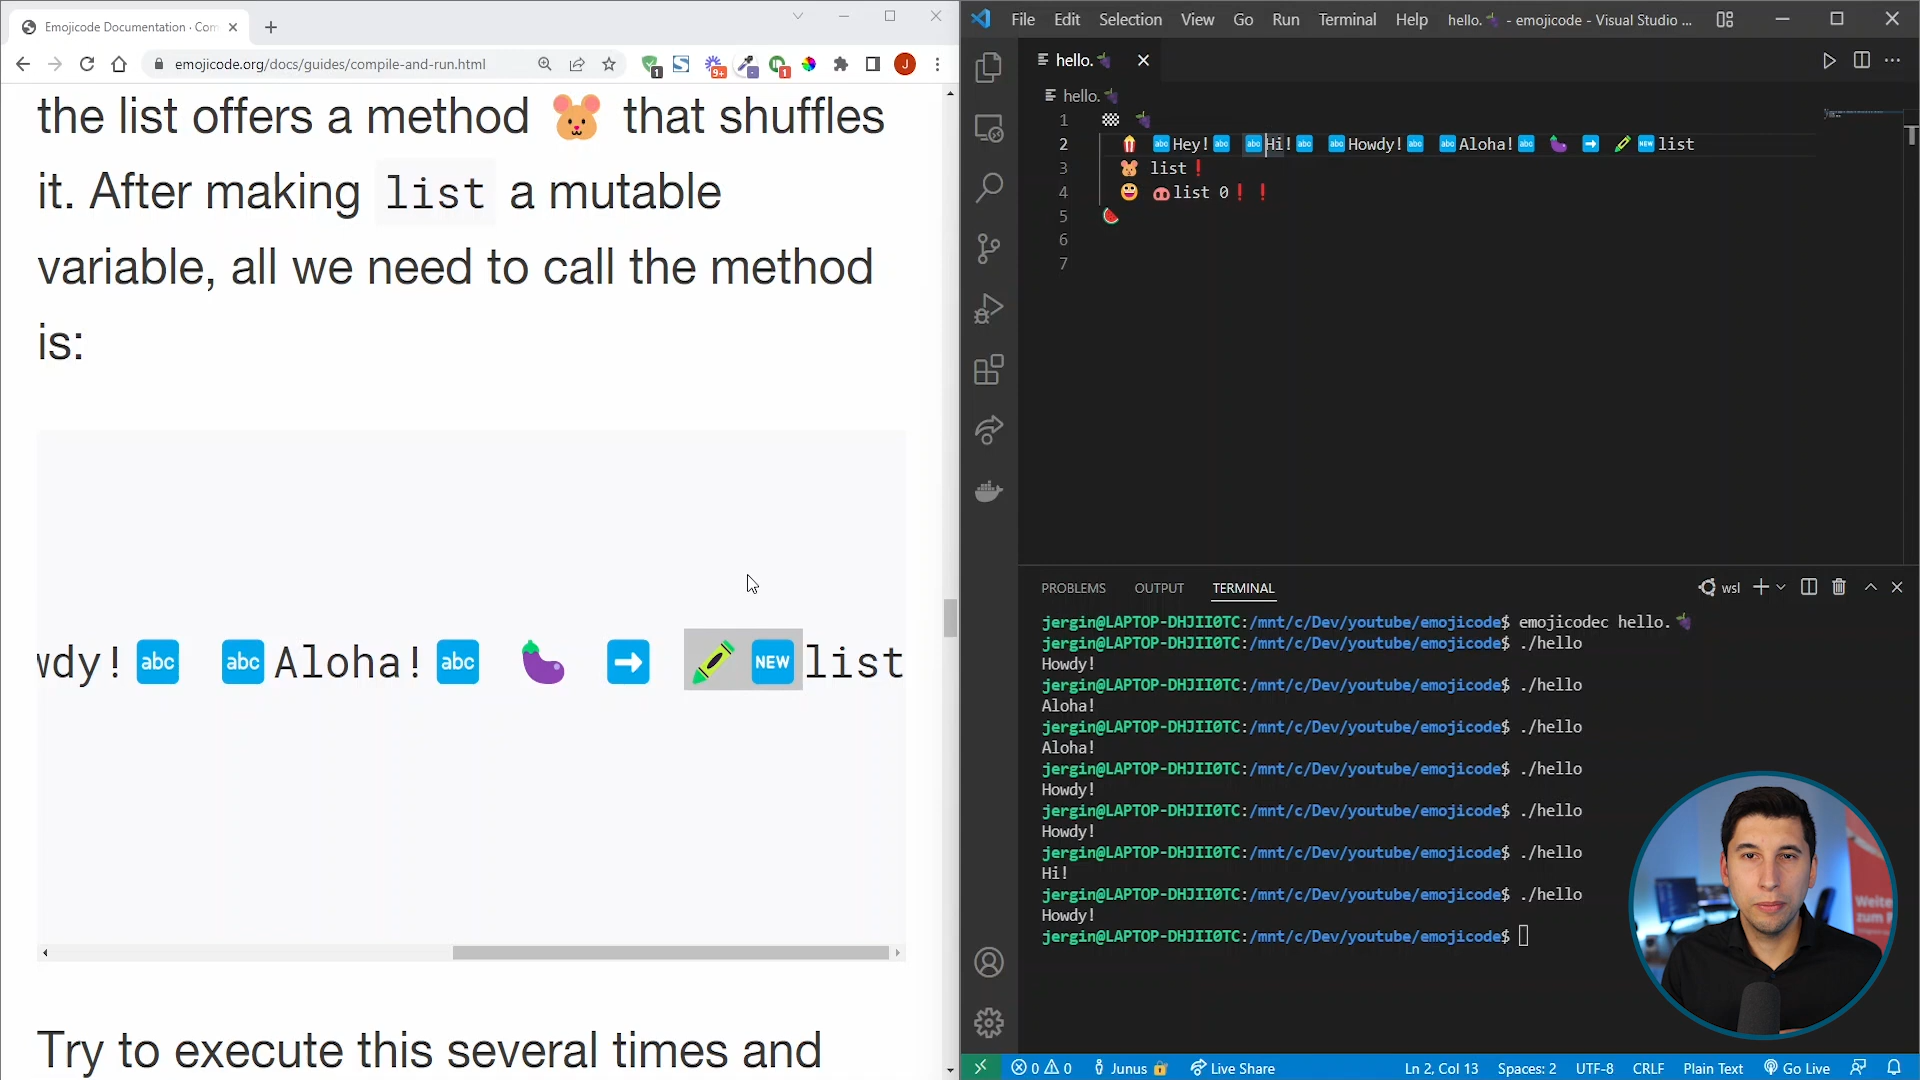 Emojicode Documentation · Com
emojicode.org/docs/guides/compile-and-run.html
1
9+
-
1
J
the list offers a method 🐹 that shuffles
it. After making list a mutable
variable, all we need to call the method
is:
wdy!🔤 🔤Aloha!🔤 🍆 ➡️ 🖍🆕list
Try to execute this several times and
File Edit Selection View Go Run Terminal Help hello.🍇 - emojicode - Visual Studio ...
hello.🍇
hello.🍇
1 🏁 🍇
2 🍿 🔤Hey!🔤 🔤Hi!🔤 🔤Howdy!🔤 🔤Aloha!🔤 🍆 ➡️ 🖍🆕list
3 🐹 list❗
4 😀 🐽list 0❗❗
5 🍉
6
7
PROBLEMS OUTPUT TERMINAL
wsl
jergin@LAPTOP-DHJII0TC:/mnt/c/Dev/youtube/emojicode$ emojicodec hello.🍇
jergin@LAPTOP-DHJII0TC:/mnt/c/Dev/youtube/emojicode$ ./hello
Howdy!
jergin@LAPTOP-DHJII0TC:/mnt/c/Dev/youtube/emojicode$ ./hello
Aloha!
jergin@LAPTOP-DHJII0TC:/mnt/c/Dev/youtube/emojicode$ ./hello
Aloha!
jergin@LAPTOP-DHJII0TC:/mnt/c/Dev/youtube/emojicode$ ./hello
Howdy!
jergin@LAPTOP-DHJII0TC:/mnt/c/Dev/youtube/emojicode$ ./hello
Howdy!
jergin@LAPTOP-DHJII0TC:/mnt/c/Dev/youtube/emojicode$ ./hello
Hi!
jergin@LAPTOP-DHJII0TC:/mnt/c/Dev/youtube/emojicode$ ./hello
Howdy!
jergin@LAPTOP-DHJII0TC:/mnt/c/Dev/youtube/emojicode$
zum
0 0 Junus Live Share Ln 2, Col 13 Spaces: 2 UTF-8 CRLF Plain Text Go Live